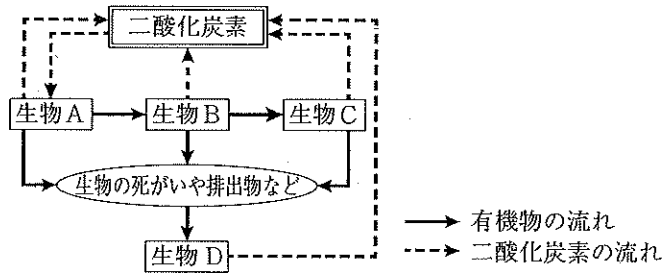 二酸化炭素
生物A
生物B
生物C
生物の死がいや排出物など
生物D
有機物の流れ
二酸化炭素の流れ